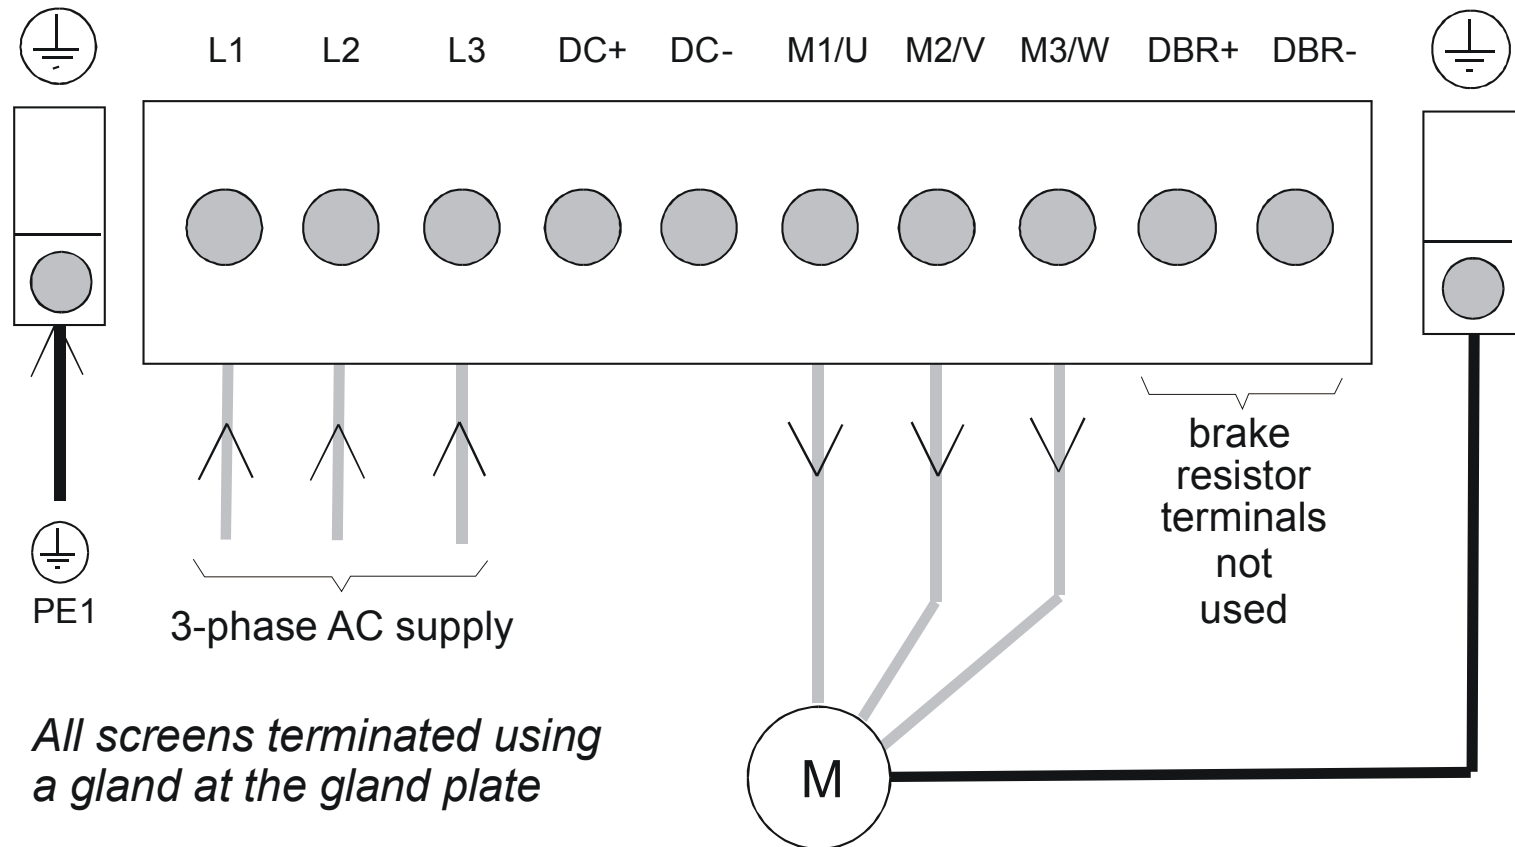 L1 L2 L3 DC+ DC- M1/U M2/V M3/W DBR+ DBR-
brake
resistor
terminals
not
used
PE1
3-phase AC supply
All screens terminated using
a gland at the gland plate
M